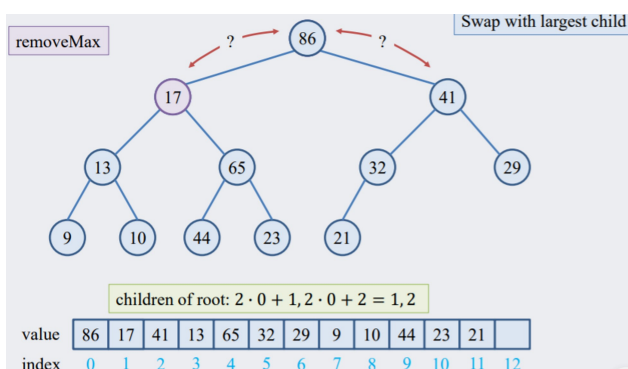 Swap with largest child
removeMax
?
86
?
17
41
13
65
32
29
9
10
44
23
21
children of root: 2 · 0 + 1, 2 · 0 + 2 = 1, 2
value 86 17 41 13 65 32 29 9 10 44 23 21
index 0 1 2 3 4 5 6 7 8 9 10 11 12